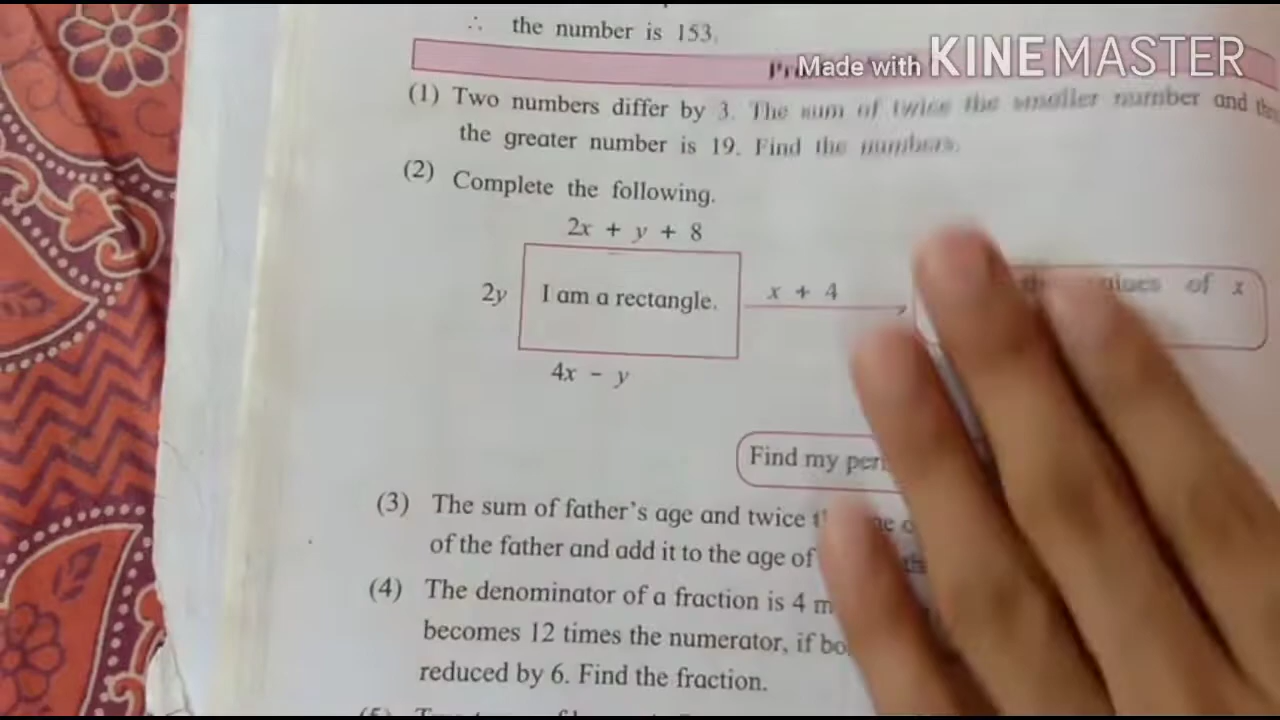 ∴ the number is 153.
Made with KINEMASTER
(1) Two numbers differ by 3. The sum of twice the smaller number and
the greater number is 19. Find the numbers.
(2) Complete the following.
2x + y + 8
2y
I am a rectangle.
x + 4
of x
4x - y
Find my
(3) The sum of father's age and twice
of the father and add it to the age of
(4) The denominator of a fraction is 4
becomes 12 times the numerator, if
reduced by 6. Find the fraction.